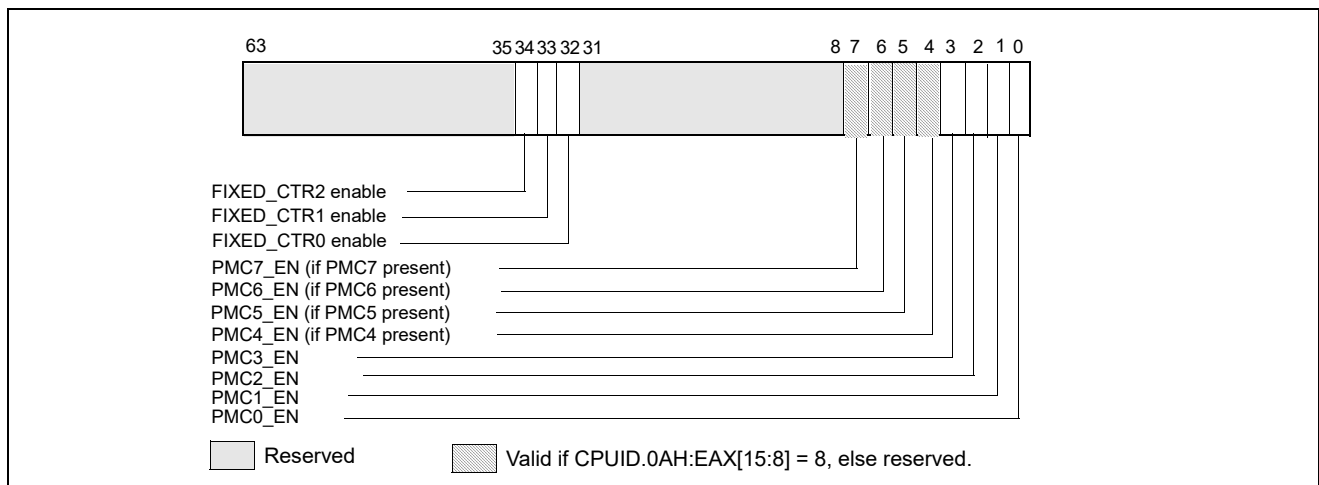 63 35 34 33 32 31 8 7 6 5 4 3 2 1 0
FIXED_CTR2 enable
FIXED_CTR1 enable
FIXED_CTR0 enable
PMC7_EN (if PMC7 present)
PMC6_EN (if PMC6 present)
PMC5_EN (if PMC5 present)
PMC4_EN (if PMC4 present)
PMC3_EN
PMC2_EN
PMC1_EN
PMC0_EN
Reserved Valid if CPUID.0AH:EAX[15:8] = 8, else reserved.